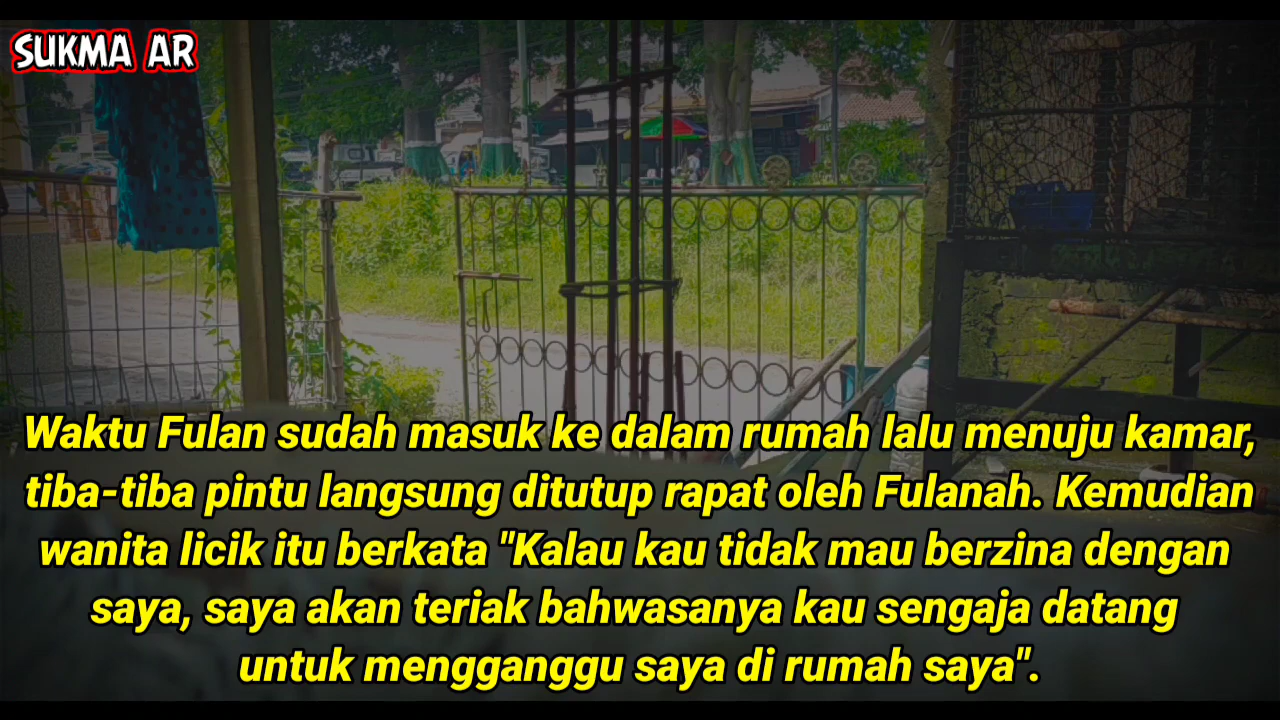 SUKMA AR
Waktu Fulan sudah masuk ke dalam rumah lalu menuju kamar,
tiba-tiba pintu langsung ditutup rapat oleh Fulanah. Kemudian
wanita licik itu berkata "Kalau kau tidak mau berzina dengan
saya, saya akan teriak bahwasanya kau sengaja datang
untuk mengganggu saya di rumah saya".